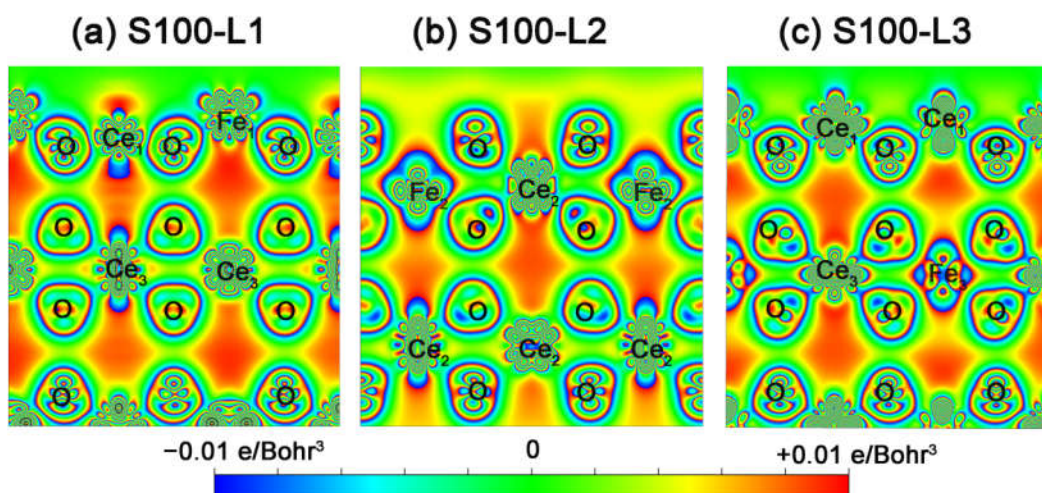 (a) S100-L1 (b) S100-L2 (c) S100-L3
Fe₁ Ce₁
O Ce₁ O O O O O Ce₁ O
Fe₂ Ce₂ Fe₂
O O O O O O O
Ce₃ Ce₃ Ce₃ Fe₃
O O O O O O O O
Ce₂ Ce₂ Ce₂
O O O O O O O
−0.01 e/Bohr³ 0 +0.01 e/Bohr³